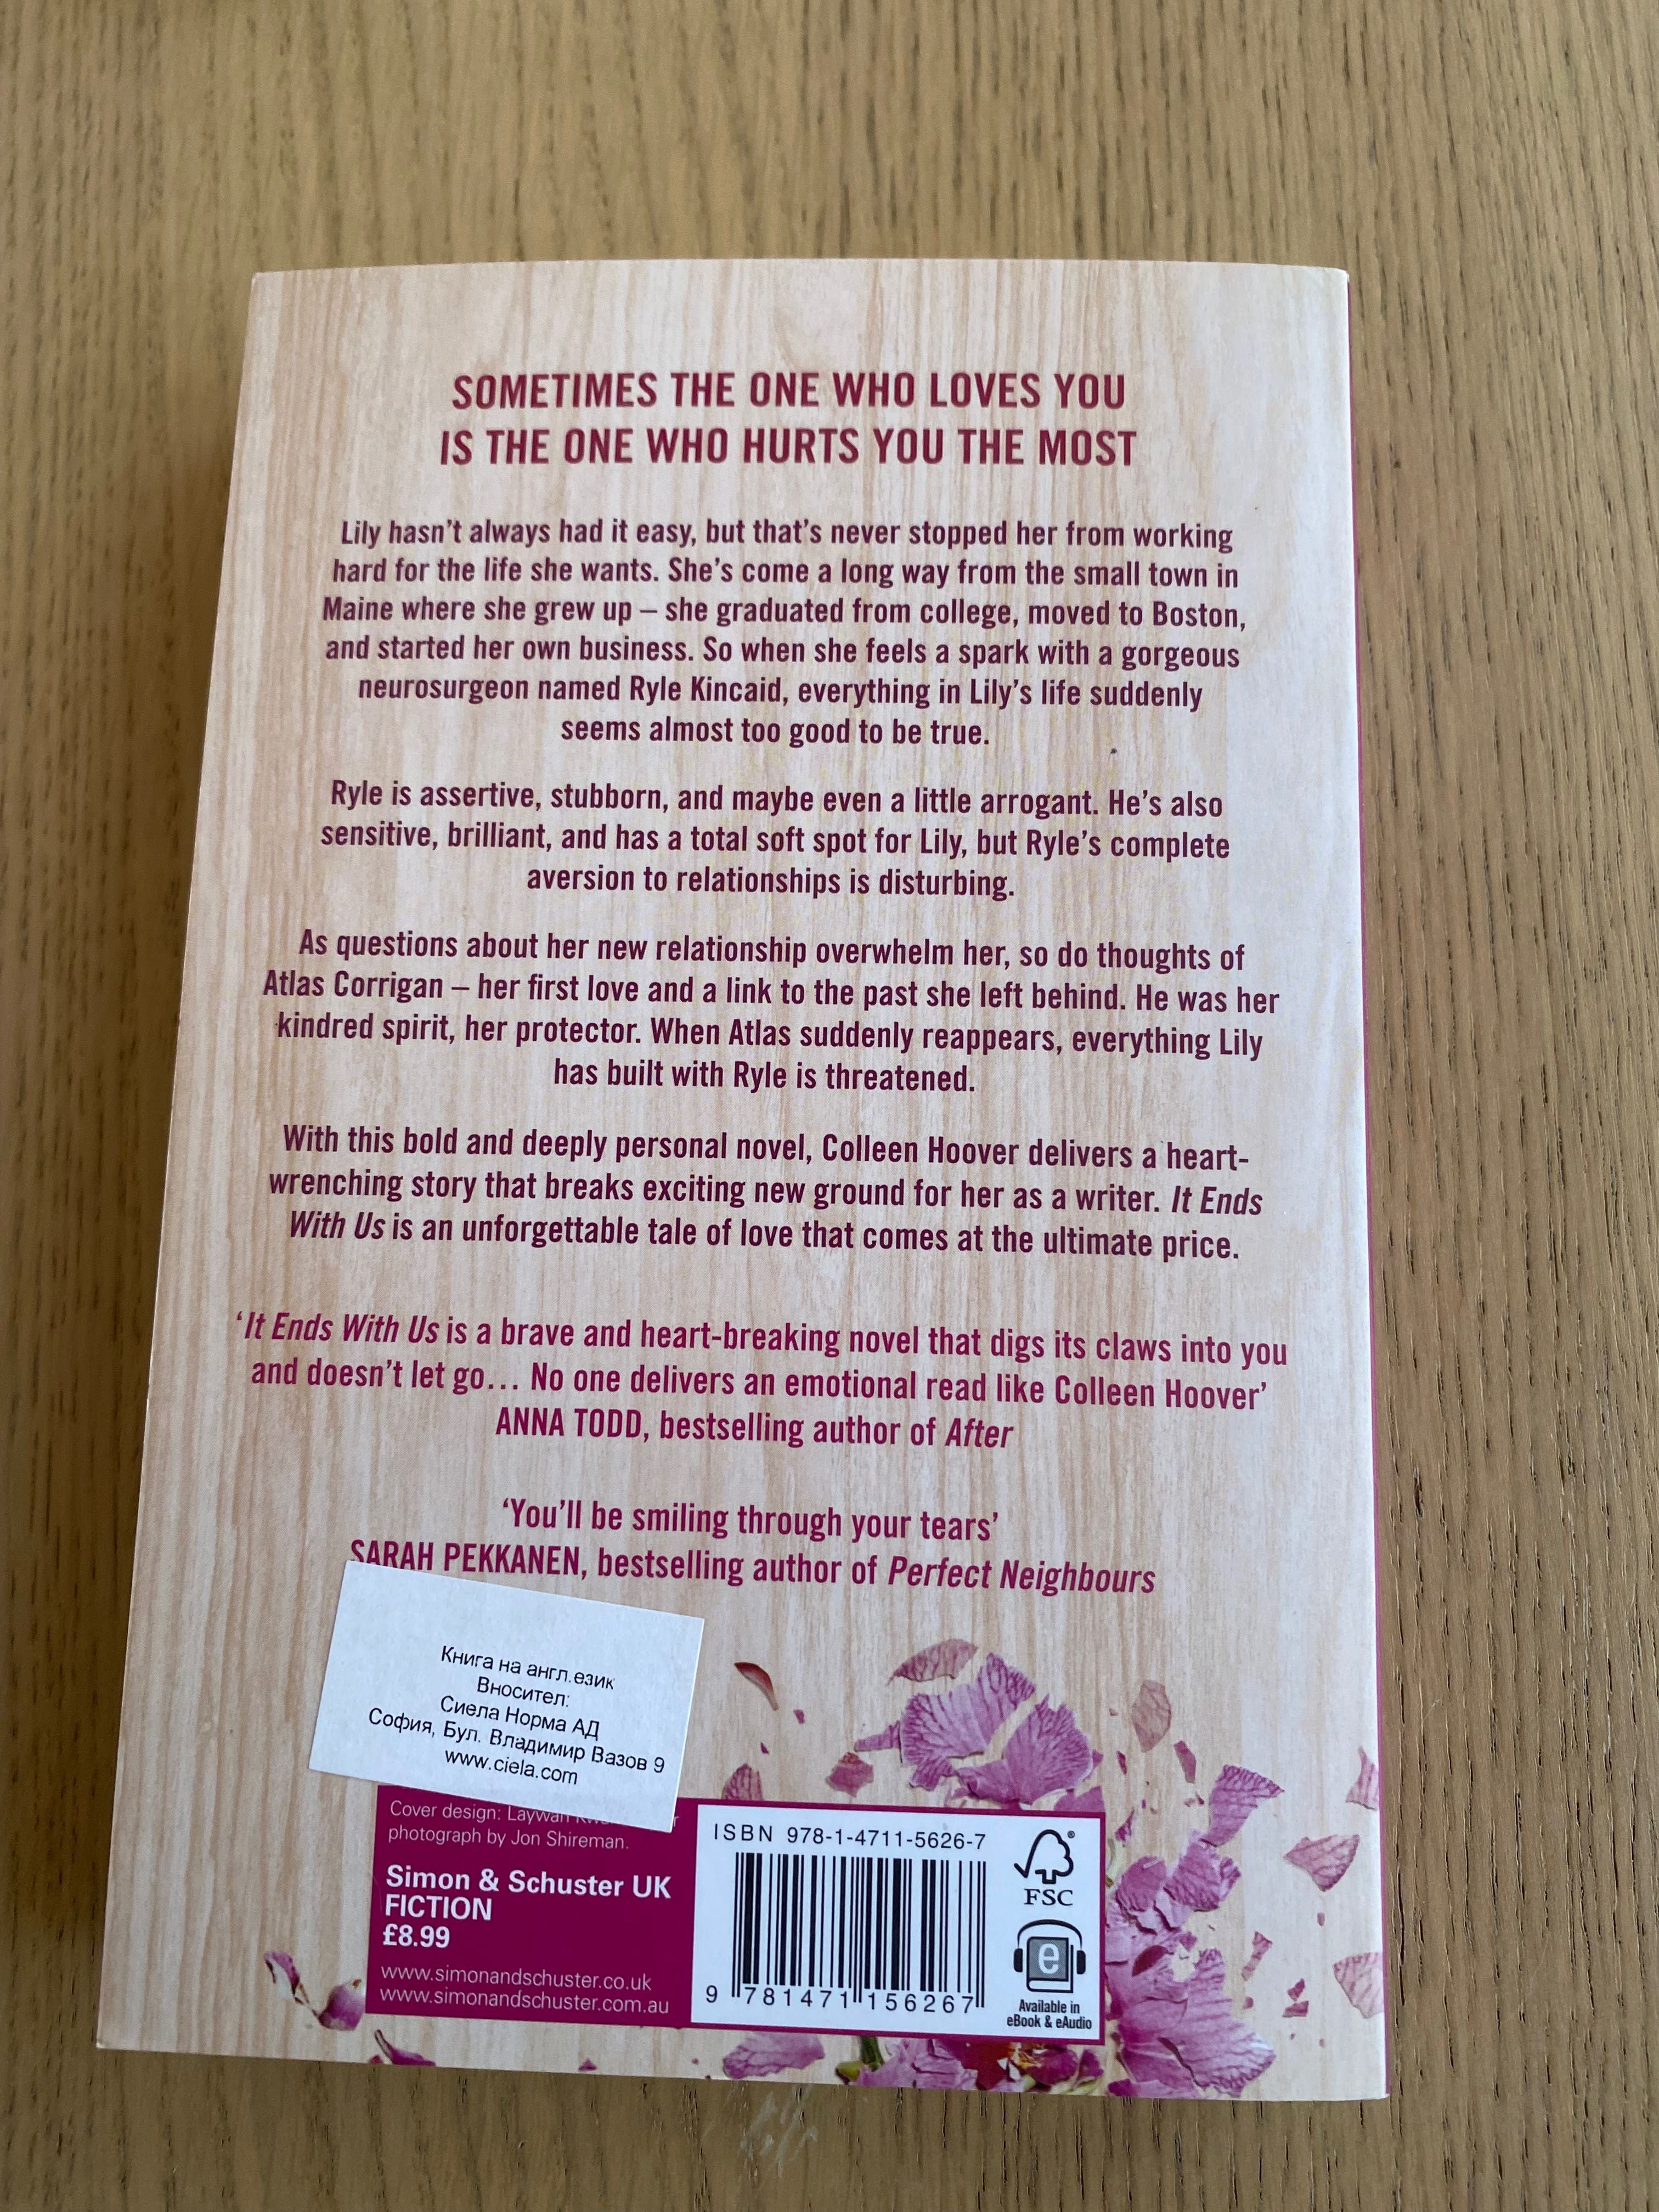 SOMETIMES THE ONE WHO LOVES YOU
IS THE ONE WHO HURTS YOU THE MOST
Lily hasn't always had it easy, but that's never stopped her from working
hard for the life she wants. She's come a long way from the small town in
Maine where she grew up – she graduated from college, moved to Boston,
and started her own business. So when she feels a spark with a gorgeous
neurosurgeon named Ryle Kincaid, everything in Lily's life suddenly
seems almost too good to be true.
Ryle is assertive, stubborn, and maybe even a little arrogant. He's also
sensitive, brilliant, and has a total soft spot for Lily, but Ryle's complete
aversion to relationships is disturbing.
As questions about her new relationship overwhelm her, so do thoughts of
Atlas Corrigan – her first love and a link to the past she left behind. He was her
kindred spirit, her protector. When Atlas suddenly reappears, everything Lily
has built with Ryle is threatened.
With this bold and deeply personal novel, Colleen Hoover delivers a heart-
wrenching story that breaks exciting new ground for her as a writer. It Ends
With Us is an unforgettable tale of love that comes at the ultimate price.
'It Ends With Us is a brave and heart-breaking novel that digs its claws into you
and doesn't let go… No one delivers an emotional read like Colleen Hoover'
ANNA TODD, bestselling author of After
'You'll be smiling through your tears'
SARAH PEKKANEN, bestselling author of Perfect Neighbours
Книга на англ.език
Вносител:
Сиела Норма АД
София, Бул. Владимир Вазов 9
www.ciela.com
Cover design: Laywan
photograph by Jon Shireman.
Simon & Schuster UK
FICTION
£8.99
www.simonandschuster.co.uk
www.simonandschuster.com.au
ISBN 978-1-4711-5626-7
9 781471 156267
FSC
e
Available in
eBook & eAudio